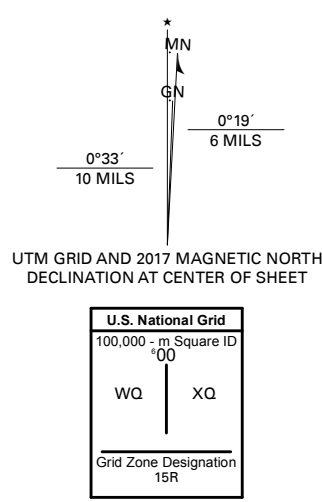 ★
MN
GN
0°19´
6 MILS
0°33´
10 MILS
UTM GRID AND 2017 MAGNETIC NORTH
DECLINATION AT CENTER OF SHEET
U.S. National Grid
100,000 - m Square ID
⁶00
WQ XQ
Grid Zone Designation
15R